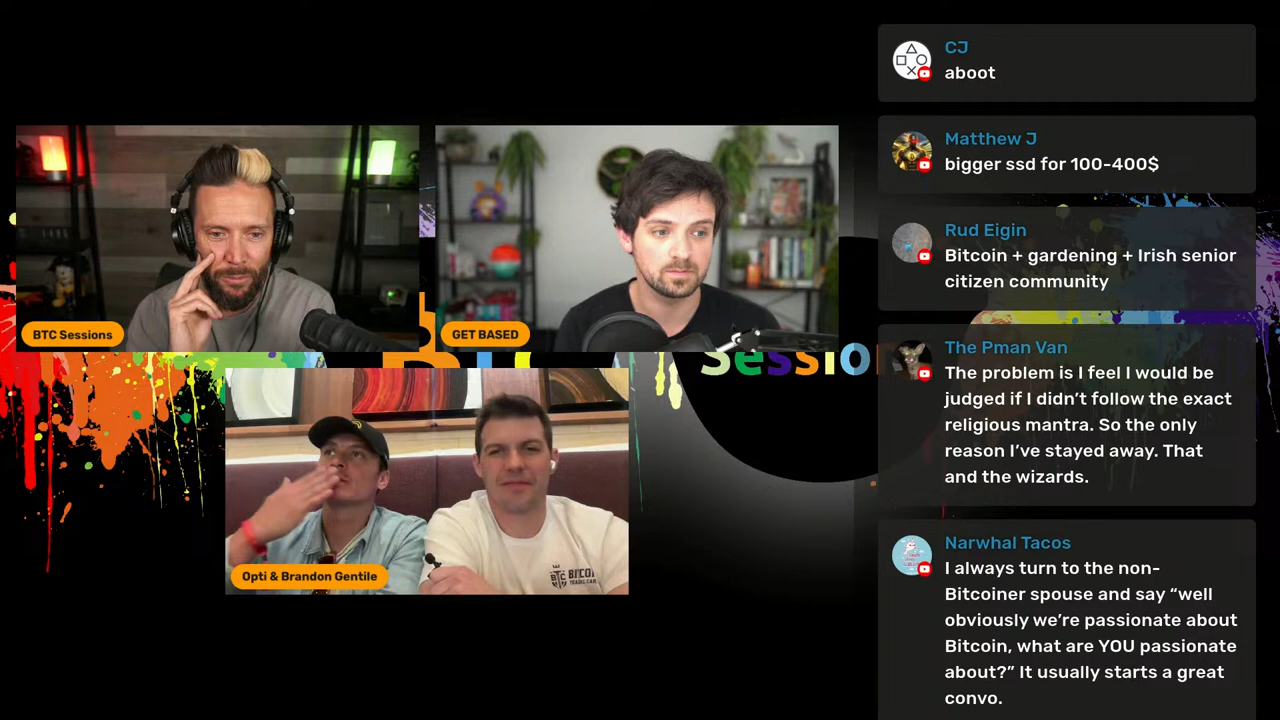 CJ
aboot
Matthew J
bigger ssd for 100-400$
Rud Eigin
Bitcoin + gardening + Irish senior
citizen community
The Pman Van
The problem is I feel I would be
judged if I didn’t follow the exact
religious mantra. So the only
reason I’ve stayed away. That
and the wizards.
Narwhal Tacos
I always turn to the non-
Bitcoiner spouse and say “well
obviously we’re passionate about
Bitcoin, what are YOU passionate
about?” It usually starts a great
convo.
BTC Sessions
GET BASED
Session
Opti & Brandon Gentile